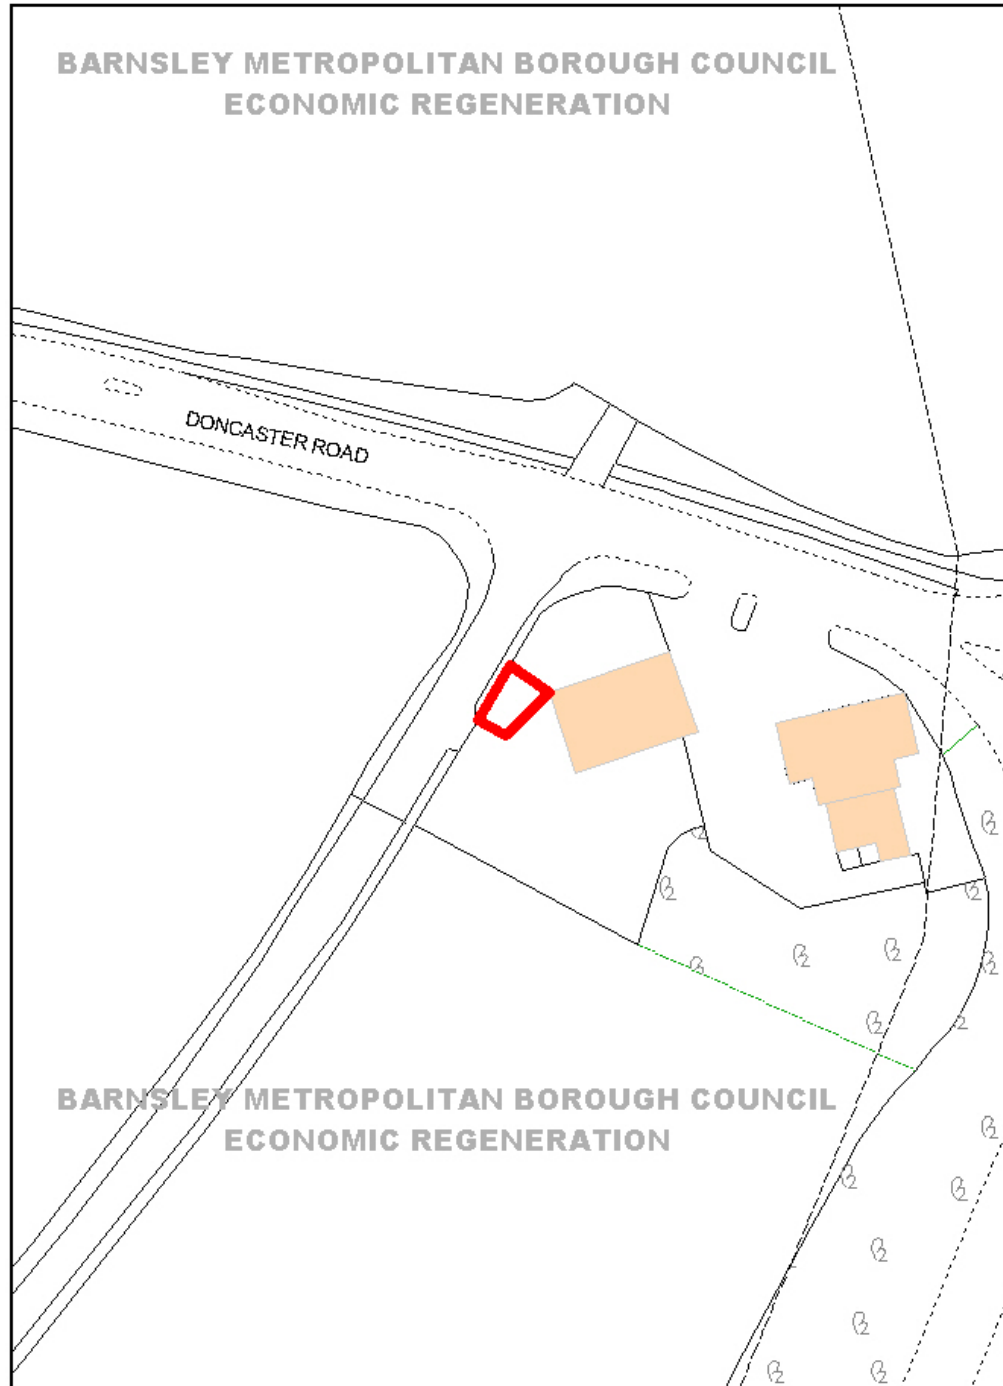 BARNSLEY METROPOLITAN BOROUGH COUNCIL
ECONOMIC REGENERATION
DONCASTER ROAD
BARNSLEY METROPOLITAN BOROUGH COUNCIL
ECONOMIC REGENERATION